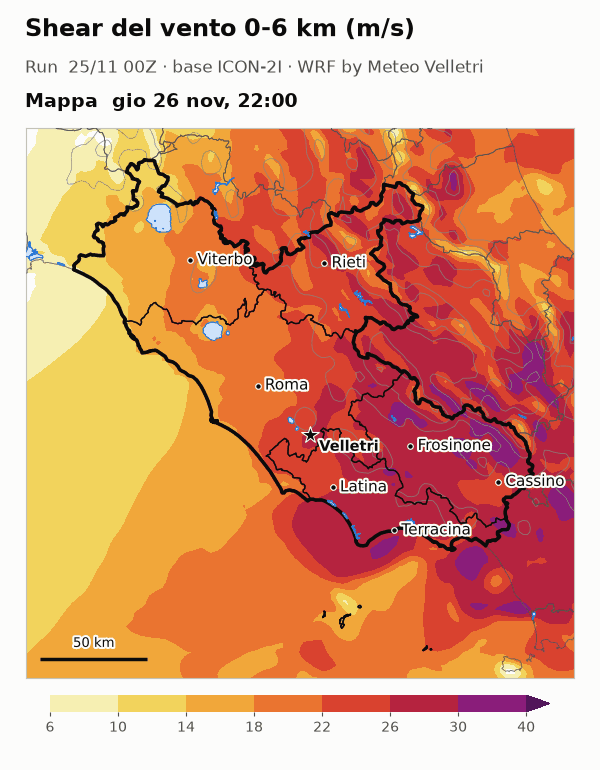 Shear del vento 0-6 km (m/s)
Run  25/11 00Z · base ICON-2I · WRF by Meteo Velletri
Mappa  gio 26 nov, 22:00
Viterbo
Rieti
Roma
Velletri
Frosinone
Latina
Cassino
Terracina
50 km
6 10 14 18 22 26 30 40